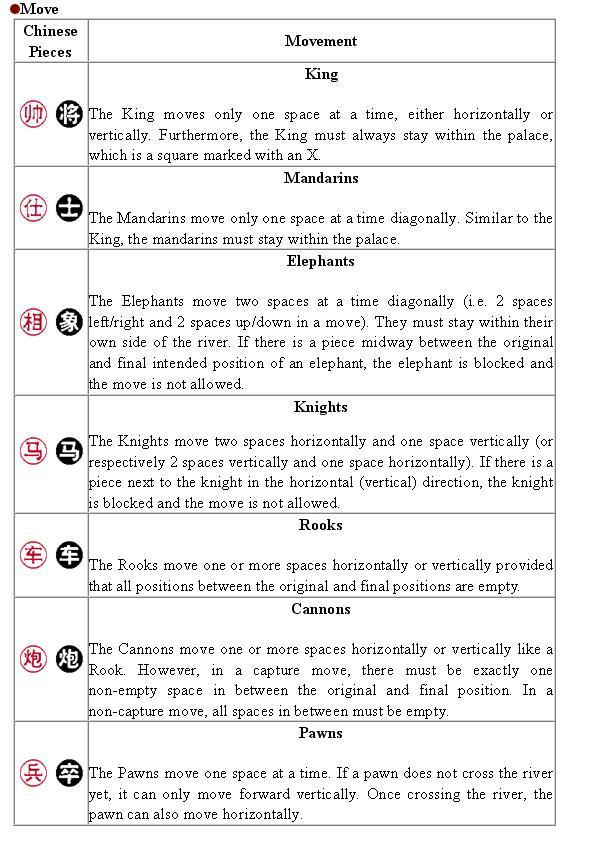 Move
Chinese Pieces
Movement
King
帅 将
The King moves only one space at a time, either horizontally or
vertically. Furthermore, the King must always stay within the palace,
which is a square marked with an X.
Mandarins
仕 士
The Mandarins move only one space at a time diagonally. Similar to the
King, the mandarins must stay within the palace.
Elephants
相 象
The Elephants move two spaces at a time diagonally (i.e. 2 spaces
left/right and 2 spaces up/down in a move). They must stay within their
own side of the river. If there is a piece midway between the original
and final intended position of an elephant, the elephant is blocked and
the move is not allowed.
Knights
马 马
The Knights move two spaces horizontally and one space vertically (or
respectively 2 spaces vertically and one space horizontally). If there is a
piece next to the knight in the horizontal (vertical) direction, the knight
is blocked and the move is not allowed.
Rooks
车 车
The Rooks move one or more spaces horizontally or vertically provided
that all positions between the original and final positions are empty.
Cannons
炮 炮
The Cannons move one or more spaces horizontally or vertically like a
Rook. However, in a capture move, there must be exactly one
non-empty space in between the original and final position. In a
non-capture move, all spaces in between must be empty.
Pawns
兵 卒
The Pawns move one space at a time. If a pawn does not cross the river
yet, it can only move forward vertically. Once crossing the river, the
pawn can also move horizontally.